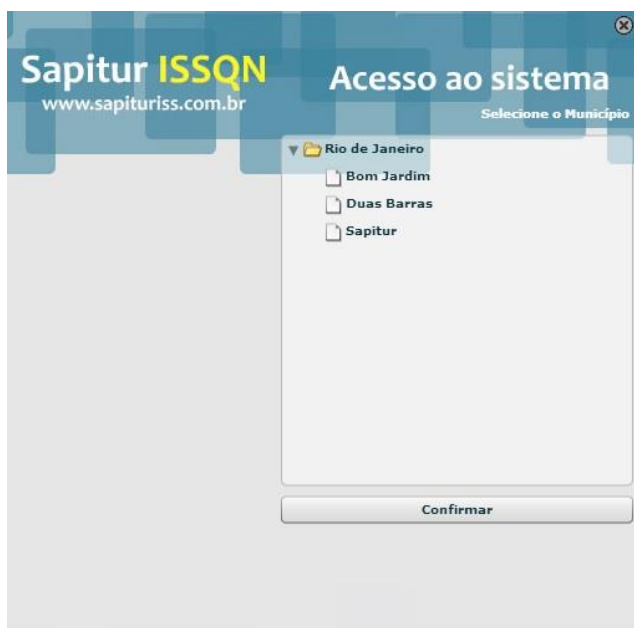 Sapitur ISSQN
www.sapituriss.com.br
Acesso ao sistema
Selecione o Município
Rio de Janeiro
Bom Jardim
Duas Barras
Sapitur
Confirmar